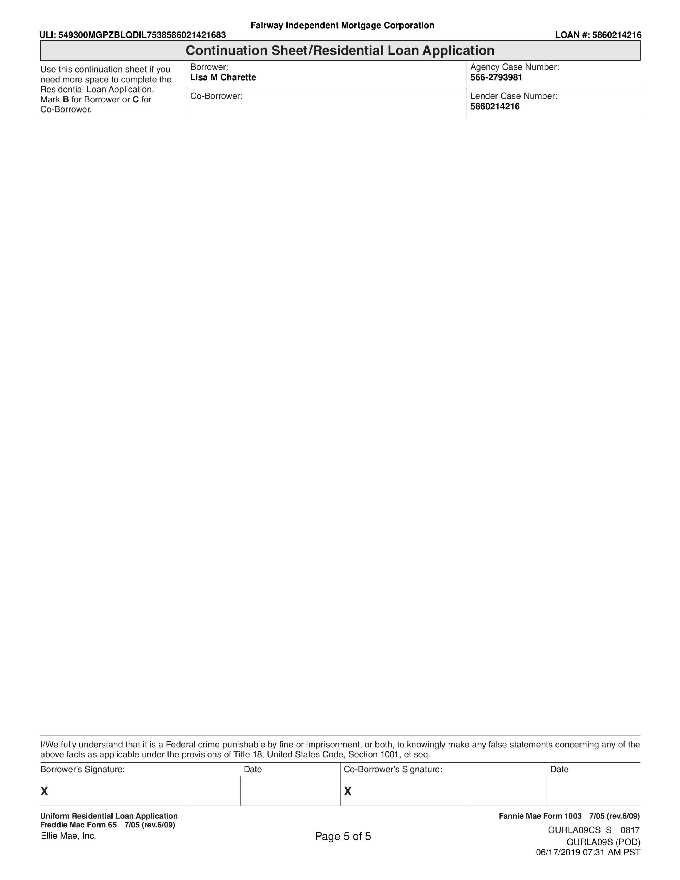 Fairway Independent Mortgage Corporation
ULI: 549300MGPZBLQDIL7538586021421683 LOAN #: 5860214216
Continuation Sheet/Residential Loan Application
Use this continuation sheet if you
need more space to complete the
Residential Loan Application.
Mark B for Borrower or C for
Co-Borrower.
Borrower:
Lisa M Charette
Agency Case Number:
566-2793981
Co-Borrower:
Lender Case Number:
5860214216
I/We fully understand that it is a Federal crime punishable by fine or imprisonment, or both, to knowingly make any false statements concerning any of the
above facts as applicable under the provisions of Title 18, United States Code, Section 1001, et seq.
Borrower's Signature: Date Co-Borrower's Signature: Date
X X
Uniform Residential Loan Application
Freddie Mac Form 65 7/05 (rev.6/09)
Ellie Mae, Inc.
Page 5 of 5
Fannie Mae Form 1003 7/05 (rev.6/09)
GURLA09CS S 0817
GURLA09S (POD)
06/17/2019 07:31 AM PST